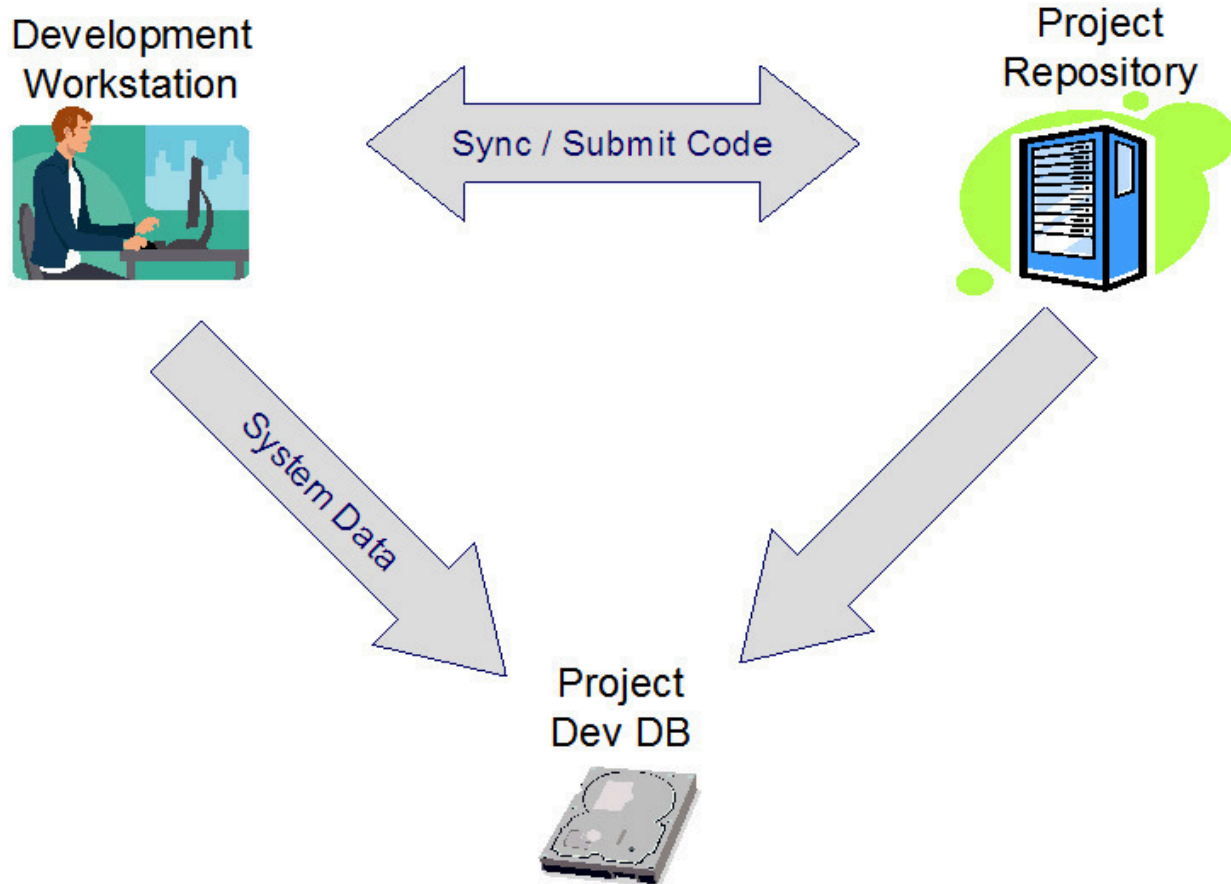 Development
Workstation
Project
Repository
Sync / Submit Code
System Data
Project
Dev DB